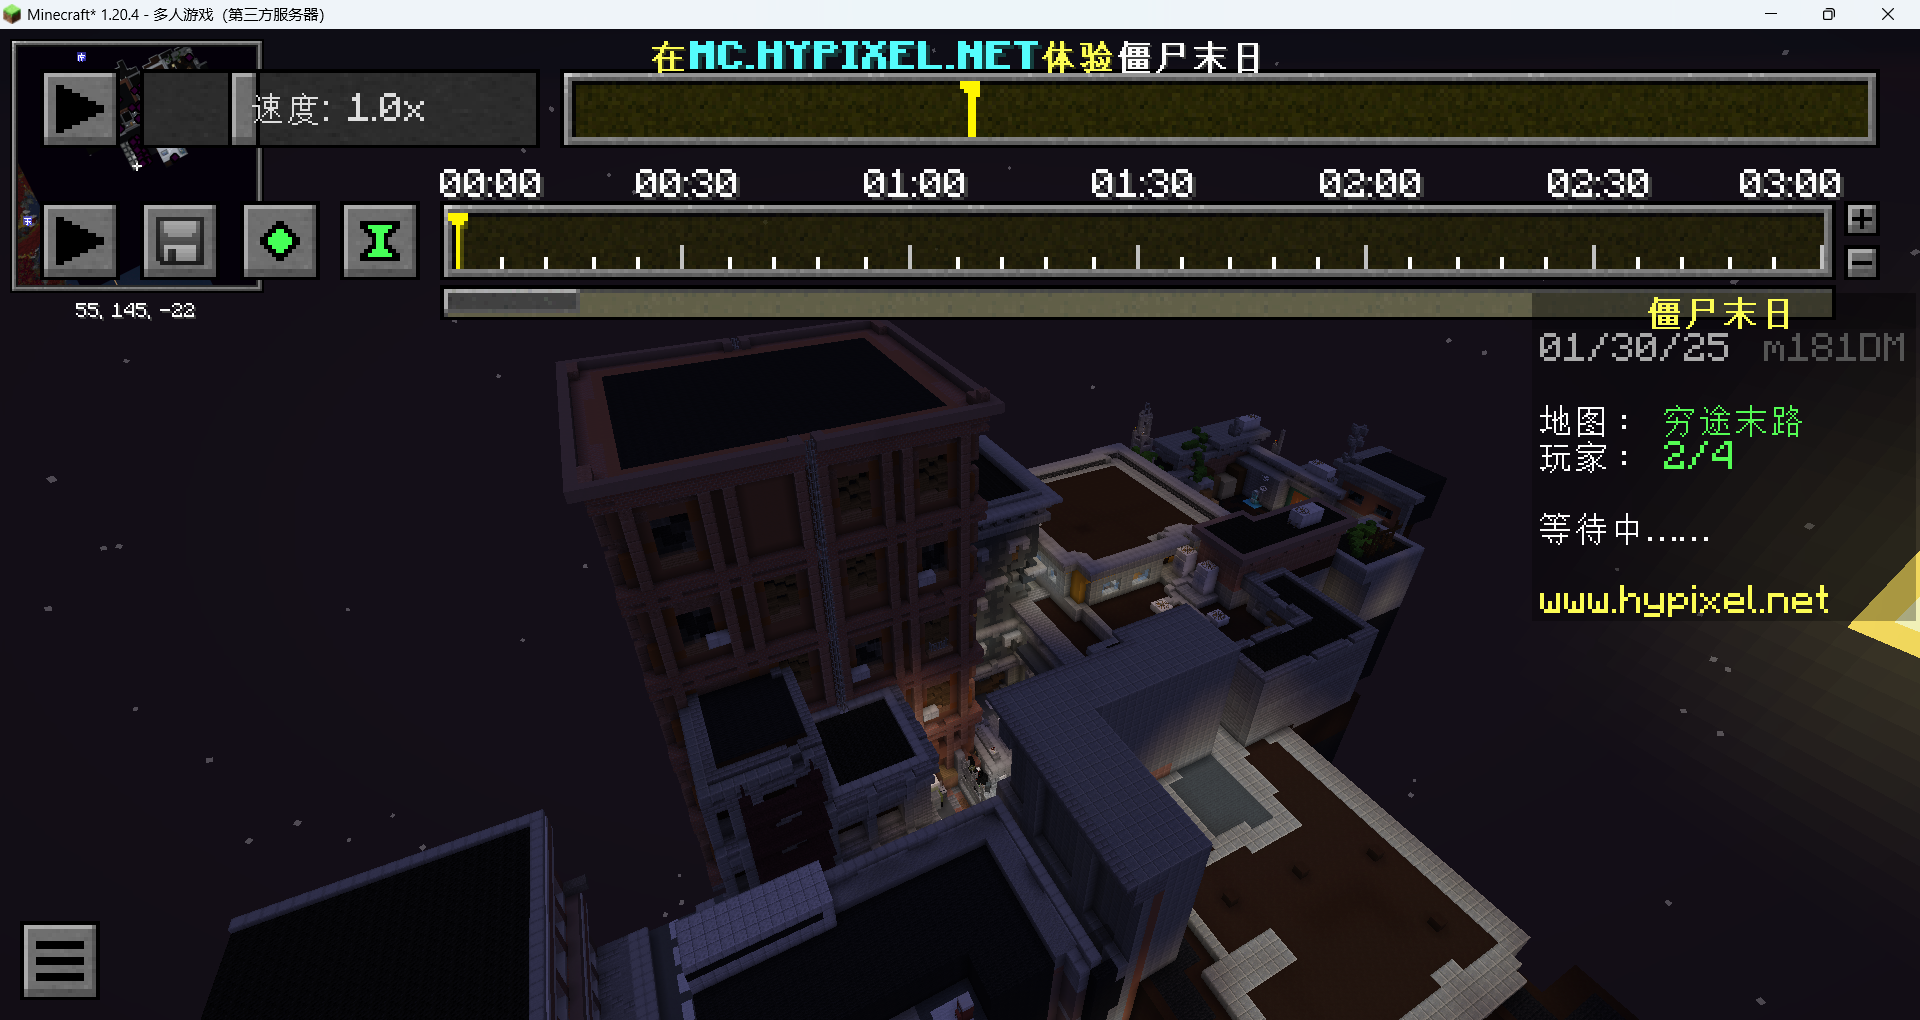 Minecraft* 1.20.4 - 多人游戏（第三方服务器）
在MC.HYPIXEL.NET体验僵尸末日
速度: 1.0x
00:00 00:30 01:00 01:30 02:00 02:30 03:00
55, 145, -22
僵尸末日
01/30/25 m181DM
地图： 穷途末路
玩家： 2/4
等待中......
www.hypixel.net